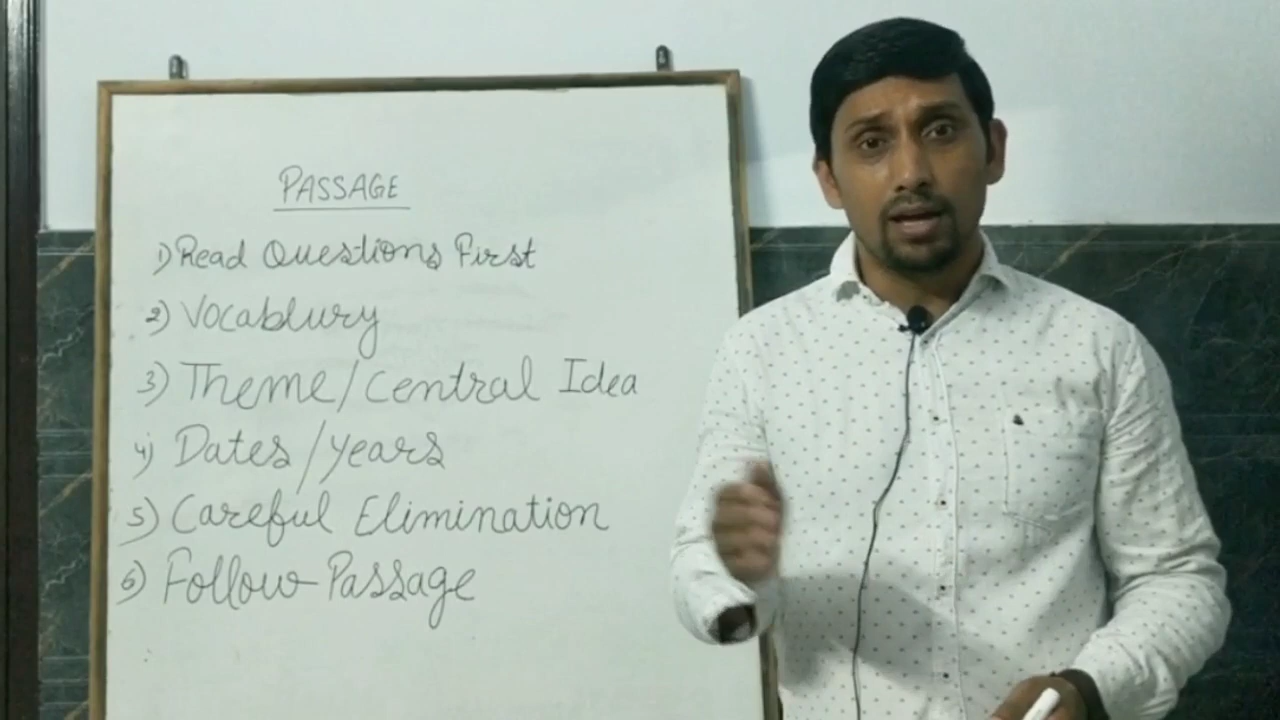 PASSAGE
1) Read Questions First
2) Vocablury
3) Theme/Central Idea
4) Dates/years
5) Careful Elimination
6) Follow Passage